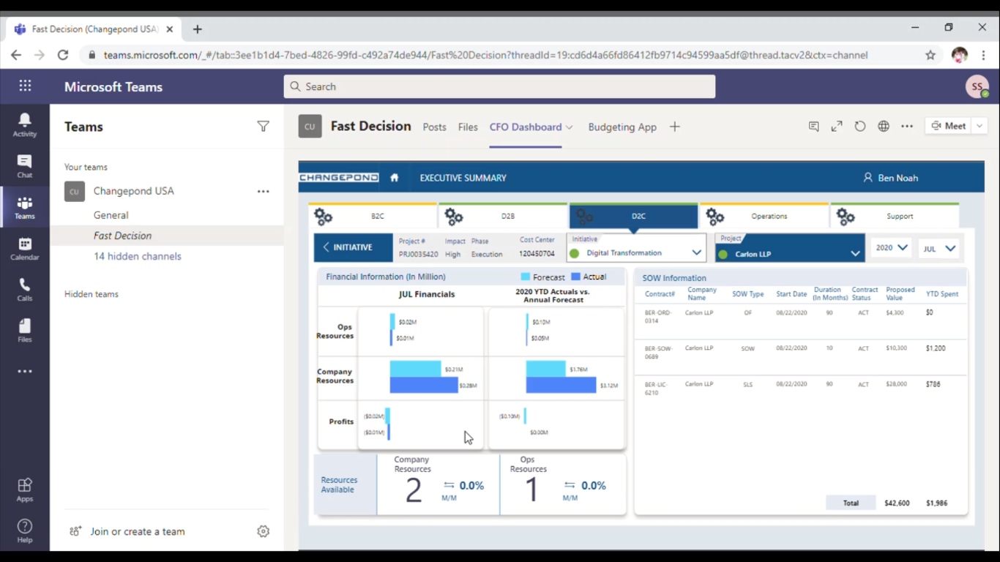 Fast Decision (Changepond USA)
teams.microsoft.com/_#/tab::3ee1b1d4-7bed-4826-99fd-c492a74de944/Fast%20Decision?threadId=19:cd6d4a66fd86412fb9714c94599aa5df@thread.tacv2&ctx=channel
Microsoft Teams
Search
SS
Activity
Chat
Teams
Calendar
Calls
Files
Apps
Help
Teams
Your teams
CU Changepond USA
General
Fast Decision
14 hidden channels
Hidden teams
Join or create a team
CU Fast Decision Posts Files CFO Dashboard Budgeting App
Meet
CHANGEPOND EXECUTIVE SUMMARY Ben Noah
B2C D2B D2C Operations Support
INITIATIVE
Project # Impact Phase Cost Center
PRJ0035420 High Execution 120450704
Initiative
Digital Transformation
Project
Carlon LLP
2020 JUL
Financial Information (In Million) Forecast Actual
JUL Financials
2020 YTD Actuals vs.
Annual Forecast
Ops
Resources
$0.02M
$0.01M
$0.10M
$0.05M
Company
Resources
$0.21M
$0.28M
$1.76M
$3.12M
Profits
($0.02M)
($0.01M)
($0.10M)
$0.00M
Resources
Available
Company
Resources
2 0.0%
M/M
Ops
Resources
1 0.0%
M/M
SOW Information
Contract# Company Name SOW Type Start Date Duration (In Months) Contract Status Proposed Value YTD Spent
BER-ORD-0314 Carlon LLP OF 08/22/2020 90 ACT $4,300 $0
BER-SOW-0689 Carlon LLP SOW 08/22/2020 10 ACT $10,300 $1,200
BER-LIC-6210 Carlon LLP SLS 08/22/2020 90 ACT $28,000 $786
Total $42,600 $1,986